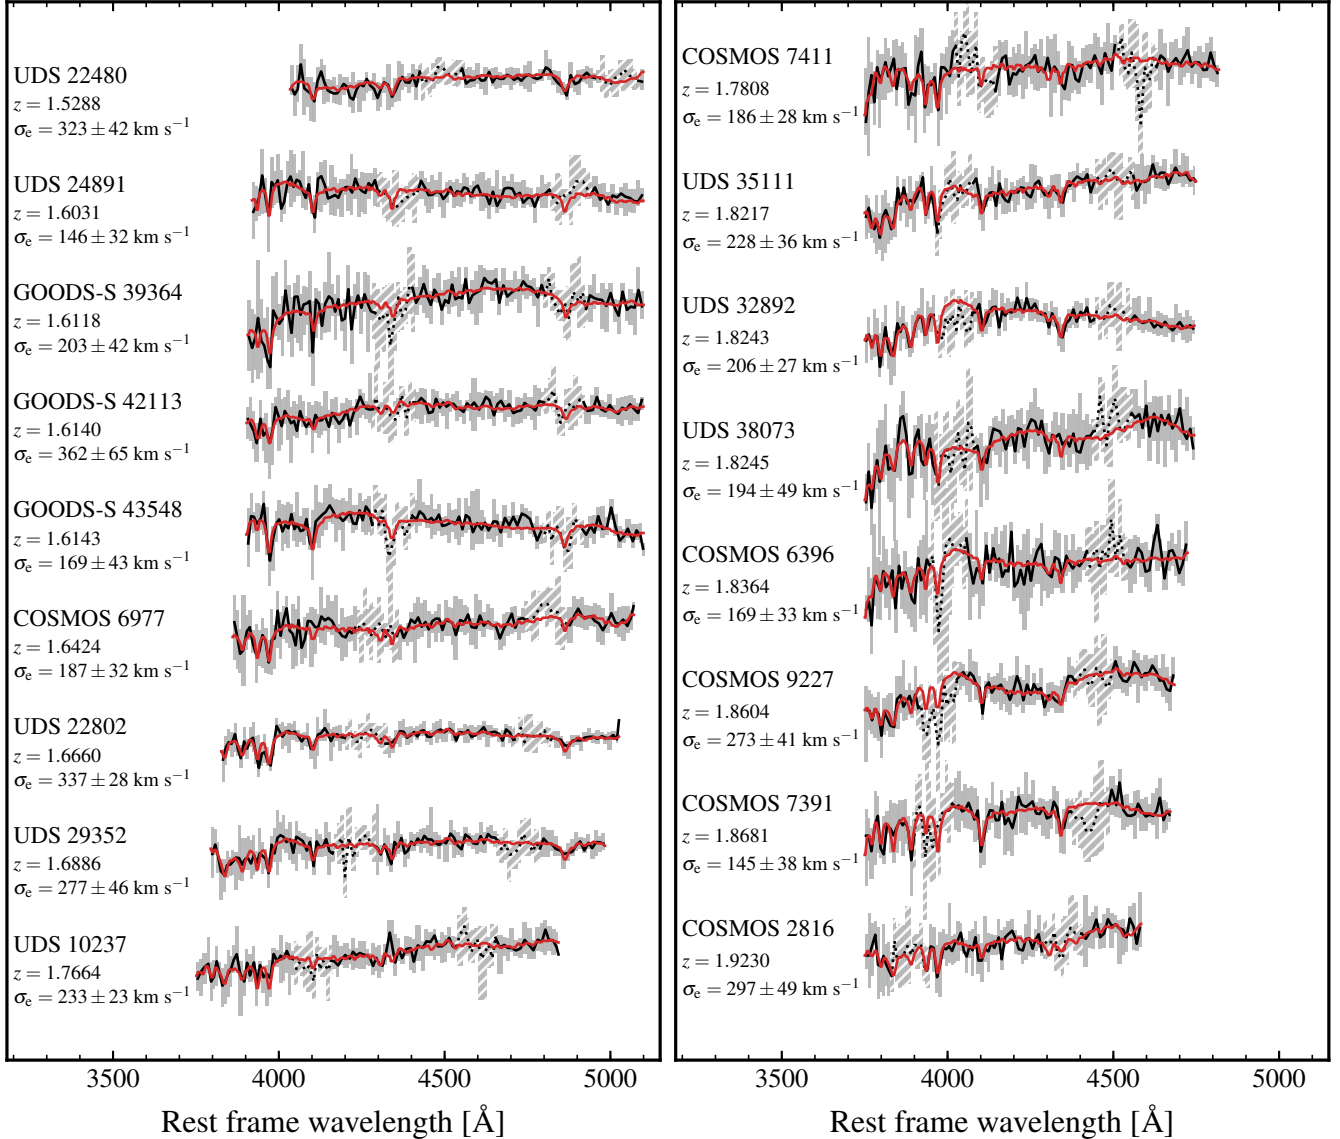 UDS 22480
z = 1.5288
σe = 323 ± 42 km s⁻¹
UDS 24891
z = 1.6031
σe = 146 ± 32 km s⁻¹
GOODS-S 39364
z = 1.6118
σe = 203 ± 42 km s⁻¹
GOODS-S 42113
z = 1.6140
σe = 362 ± 65 km s⁻¹
GOODS-S 43548
z = 1.6143
σe = 169 ± 43 km s⁻¹
COSMOS 6977
z = 1.6424
σe = 187 ± 32 km s⁻¹
UDS 22802
z = 1.6660
σe = 337 ± 28 km s⁻¹
UDS 29352
z = 1.6886
σe = 277 ± 46 km s⁻¹
UDS 10237
z = 1.7664
σe = 233 ± 23 km s⁻¹
3500 4000 4500 5000
Rest frame wavelength [Å]
COSMOS 7411
z = 1.7808
σe = 186 ± 28 km s⁻¹
UDS 35111
z = 1.8217
σe = 228 ± 36 km s⁻¹
UDS 32892
z = 1.8243
σe = 206 ± 27 km s⁻¹
UDS 38073
z = 1.8245
σe = 194 ± 49 km s⁻¹
COSMOS 6396
z = 1.8364
σe = 169 ± 33 km s⁻¹
COSMOS 9227
z = 1.8604
σe = 273 ± 41 km s⁻¹
COSMOS 7391
z = 1.8681
σe = 145 ± 38 km s⁻¹
COSMOS 2816
z = 1.9230
σe = 297 ± 49 km s⁻¹
3500 4000 4500 5000
Rest frame wavelength [Å]